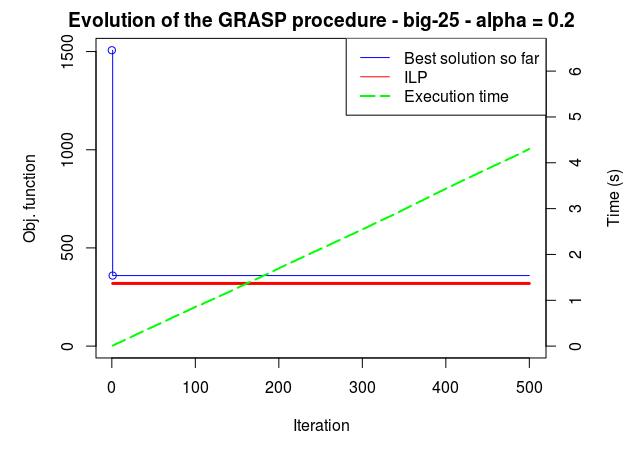 Evolution of the GRASP procedure - big-25 - alpha = 0.2
Best solution so far
ILP
Execution time
Obj. function
0
500
1000
1500
Time (s)
0
1
2
3
4
5
6
0
100
200
300
400
500
Iteration